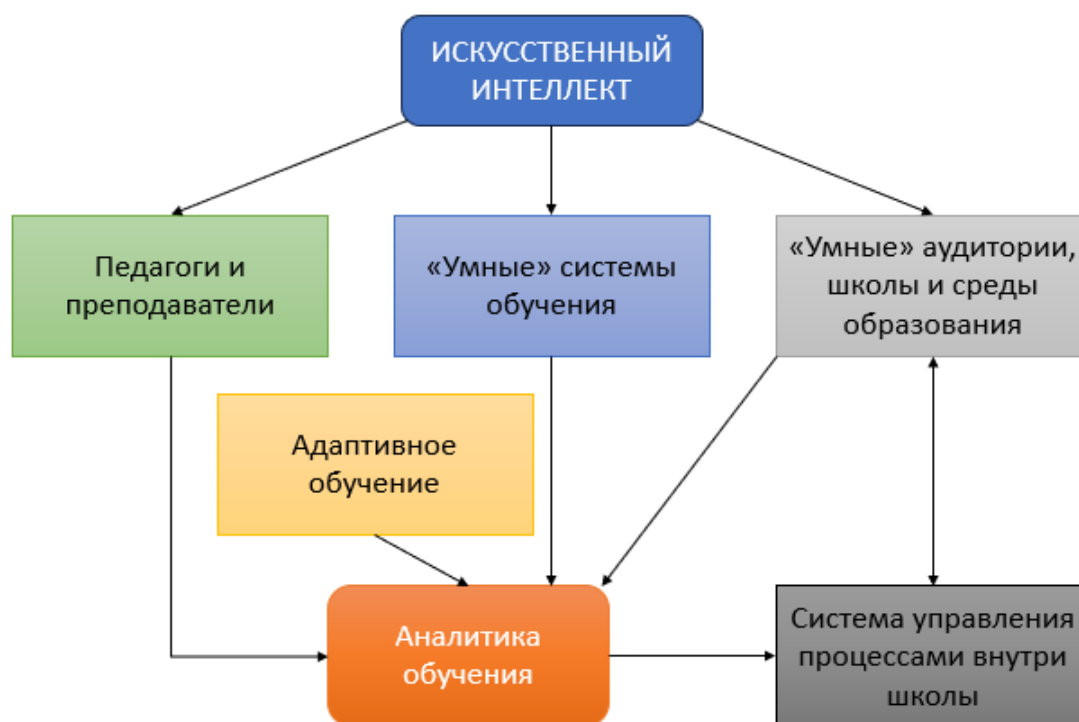 ИСКУССТВЕННЫЙ
ИНТЕЛЛЕКТ
Педагоги и
преподаватели
«Умные» системы
обучения
«Умные» аудитории,
школы и среды
образования
Адаптивное
обучение
Аналитика
обучения
Система управления
процессами внутри
школы